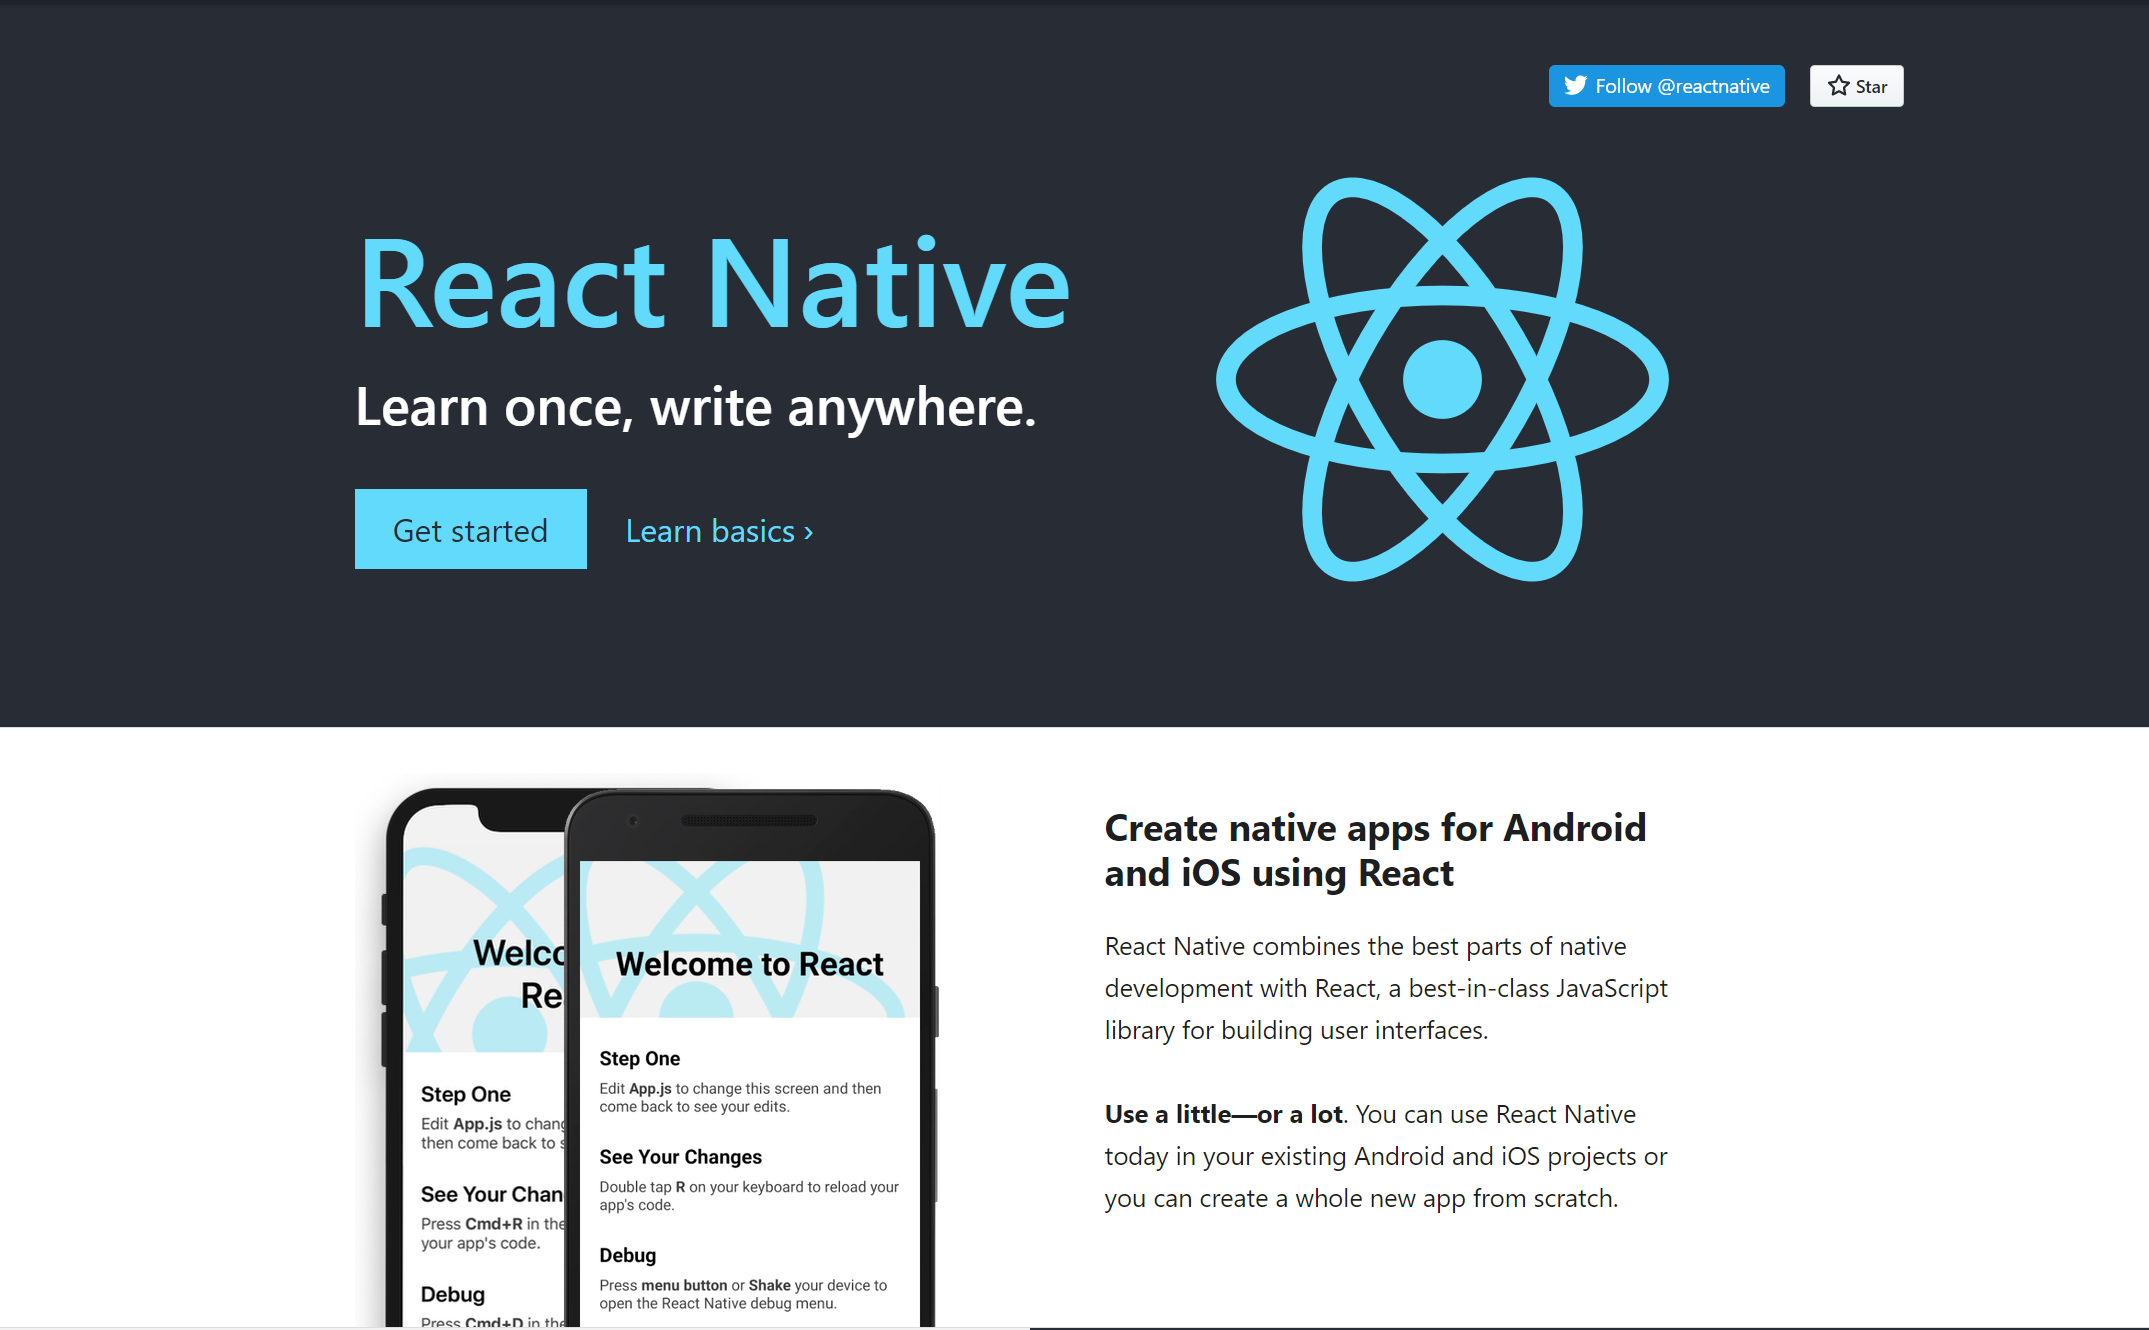 Follow @reactnative
Star
React Native
Learn once, write anywhere.
Get started
Learn basics ›
Welcome to React
Step One
Edit App.js to change this screen and then
come back to see your edits.
See Your Changes
Double tap R on your keyboard to reload your
app's code.
Debug
Press menu button or Shake your device to
open the React Native debug menu.
Step One
Edit App.js to
then come back to
See Your
Press Cmd+R in the
your app's code.
Debug
Press Cmd+D in the
Create native apps for Android
and iOS using React
React Native combines the best parts of native
development with React, a best-in-class JavaScript
library for building user interfaces.
Use a little—or a lot. You can use React Native
today in your existing Android and iOS projects or
you can create a whole new app from scratch.